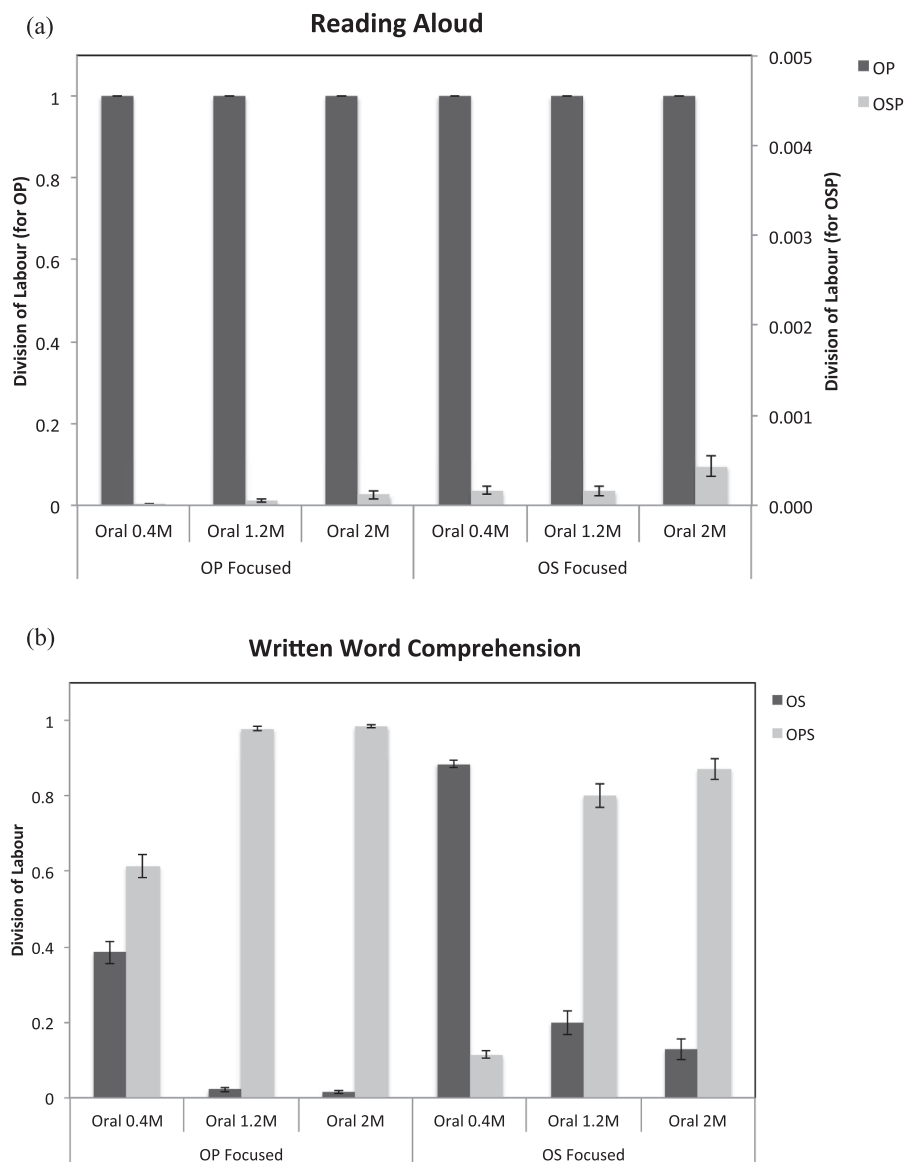 (a)
Reading Aloud
Division of Labour (for OP)
1
0.8
0.6
0.4
0.2
0
0.005
0.004
0.003
0.002
0.001
0.000
Division of Labour (for OSP)
OP
OSP
Oral 0.4M Oral 1.2M Oral 2M Oral 0.4M Oral 1.2M Oral 2M
OP Focused OS Focused
(b)
Written Word Comprehension
Division of Labour
1
0.8
0.6
0.4
0.2
0
OS
OPS
Oral 0.4M Oral 1.2M Oral 2M Oral 0.4M Oral 1.2M Oral 2M
OP Focused OS Focused